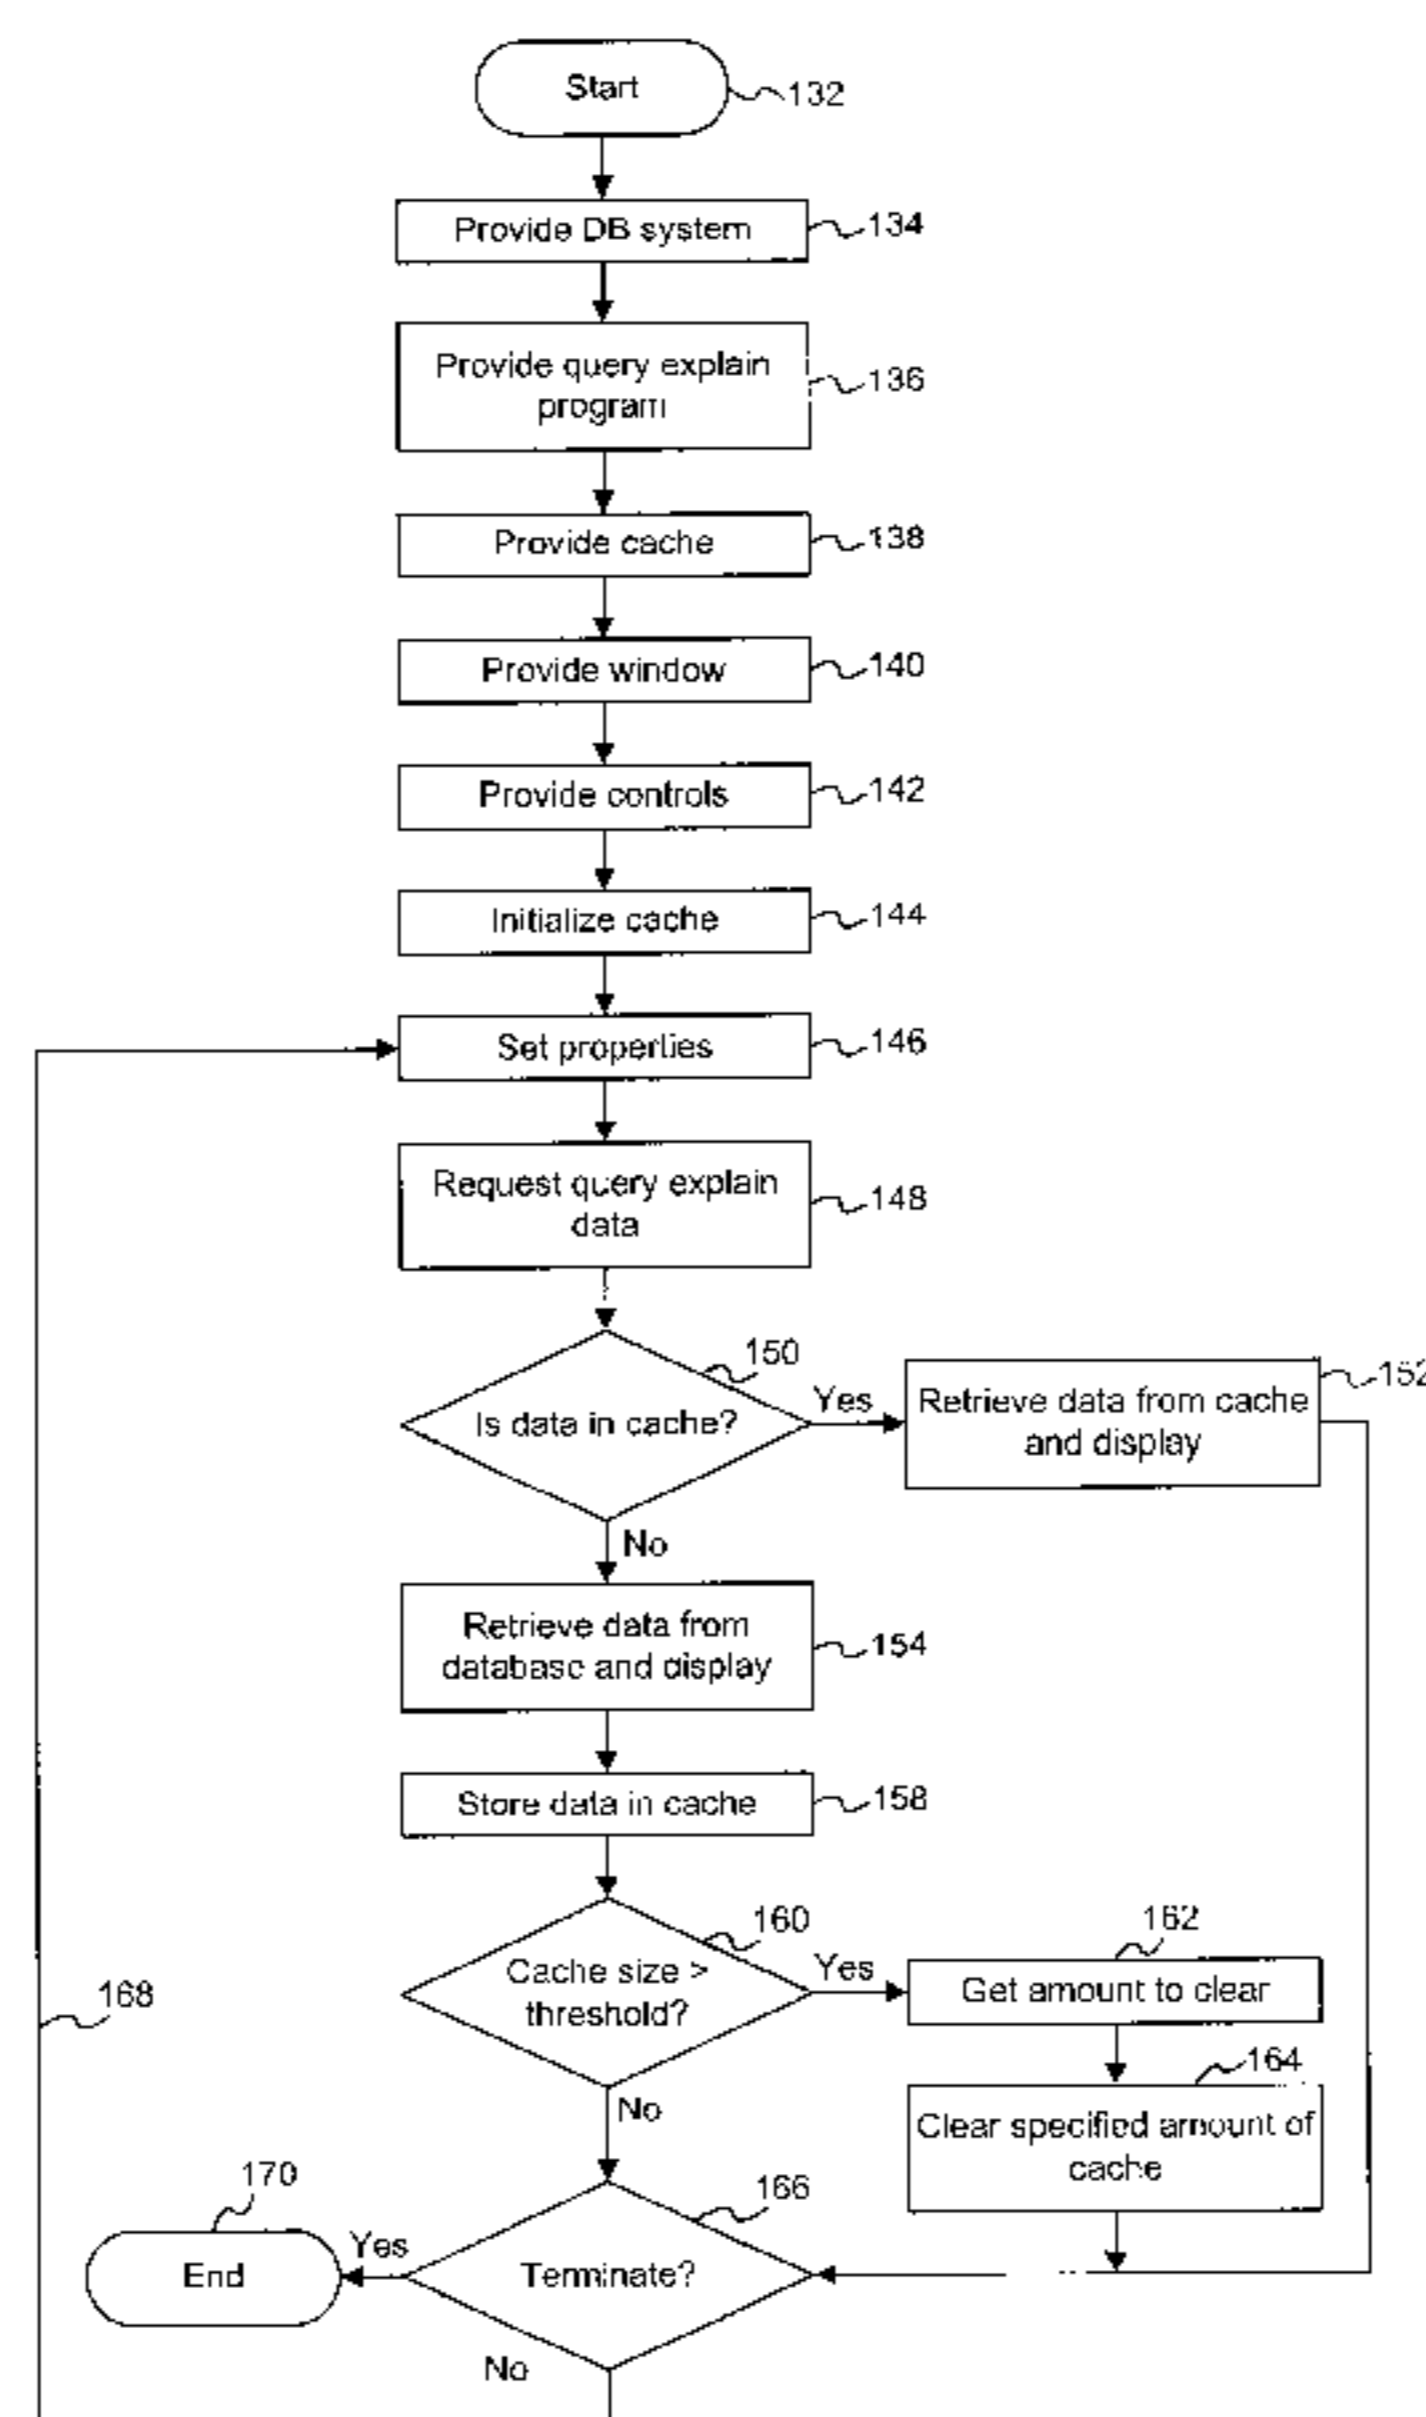 Start
132
Provide DB system
134
Provide query explain
program
136
Provide cache
138
Provide window
140
Provide controls
142
Initialize cache
144
Set properties
146
Request query explain
data
148
150
Is data in cache?
Yes
Retrieve data from cache
and display
152
No
Retrieve data from
database and display
154
Store data in cache
158
160
Cache size >
threshold?
Yes
162
Get amount to clear
168
164
Clear specified amount of
cache
No
170
166
End
Yes
Terminate?
No